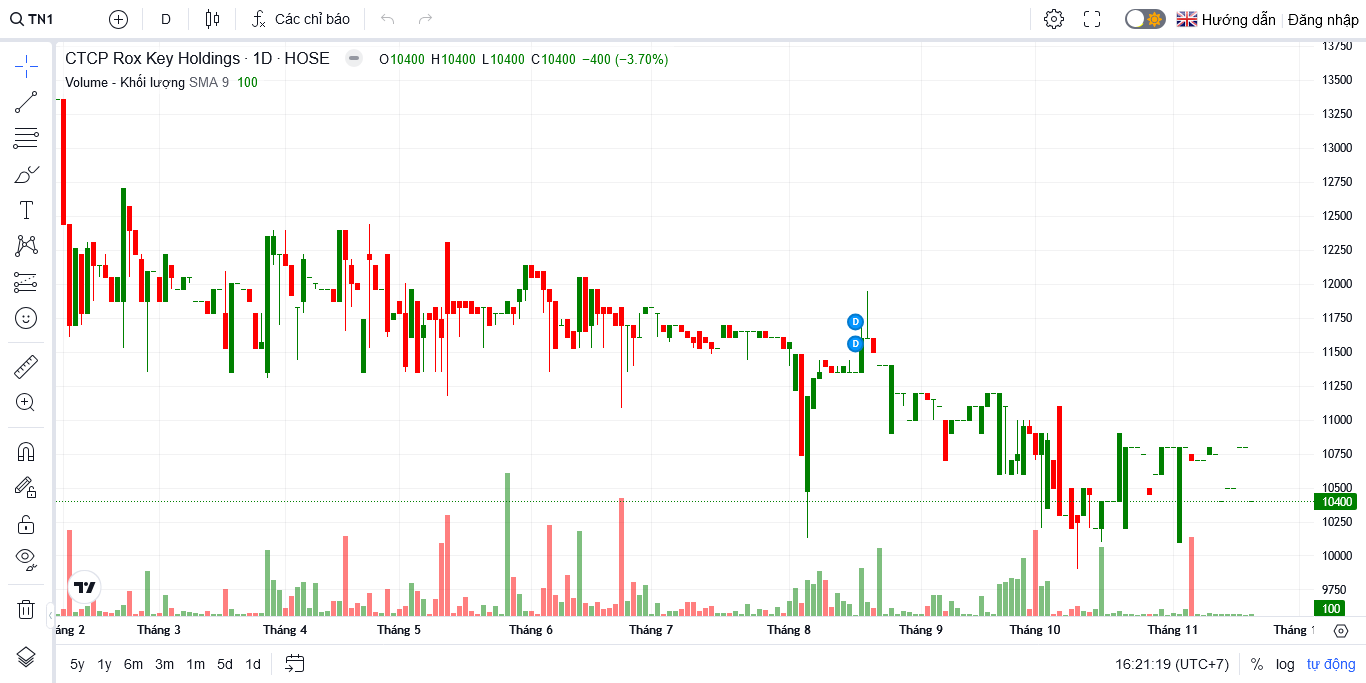 TN1 D Các chỉ báo Hướng dẫn Đăng nhập
CTCP Rox Key Holdings · 1D · HOSE O10400 H10400 L10400 C10400 −400 (−3.70%)
Volume - Khối lượng SMA 9 100
13750
13500
13250
13000
12750
12500
12250
12000
11750
11500
11250
11000
10750
10500
10400
10250
10000
9750
100
D
D
T
áng 2 Tháng 3 Tháng 4 Tháng 5 Tháng 6 Tháng 7 Tháng 8 Tháng 9 Tháng 10 Tháng 11 Tháng 1
5y 1y 6m 3m 1m 5d 1d 16:21:19 (UTC+7) % log tự động